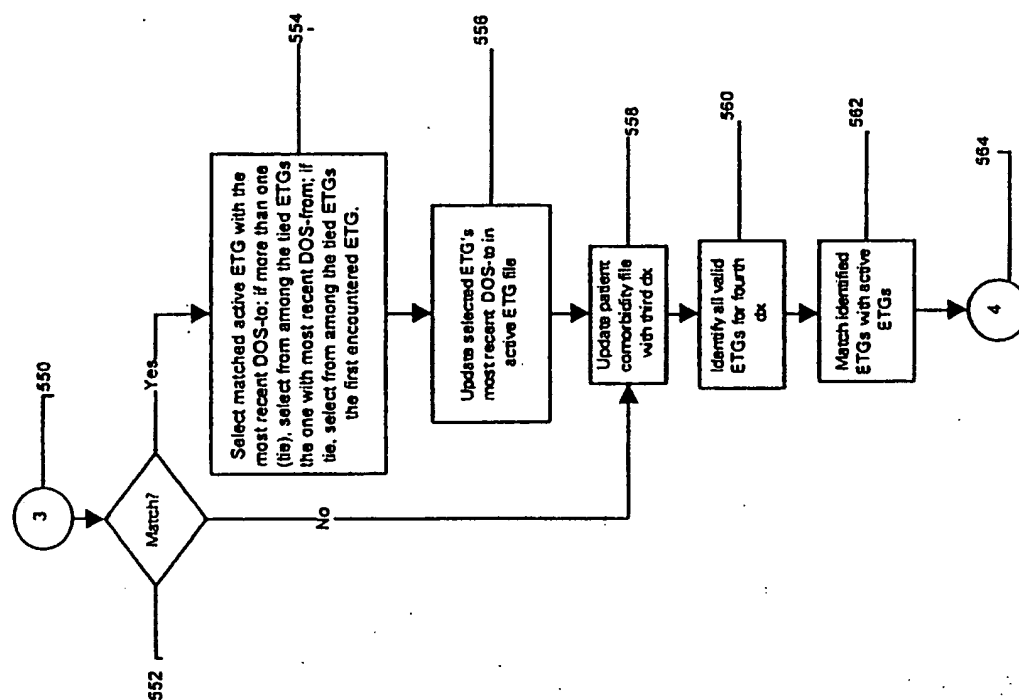 3
550
Match?
552
Yes
No
Select matched active ETG with the
most recent DOS-to; if more than one
(tie), select from among the tied ETGs
the one with most recent DOS-from; if
tie, select from among the tied ETGs
the first encountered ETG.
554
Update selected ETG's
most recent DOS-to in
active ETG file
556
Update patient
comorbidity file
with third dx
558
Identify all valid
ETGs for fourth
dx
560
Match identified
ETGs with active
ETGs
562
4
564